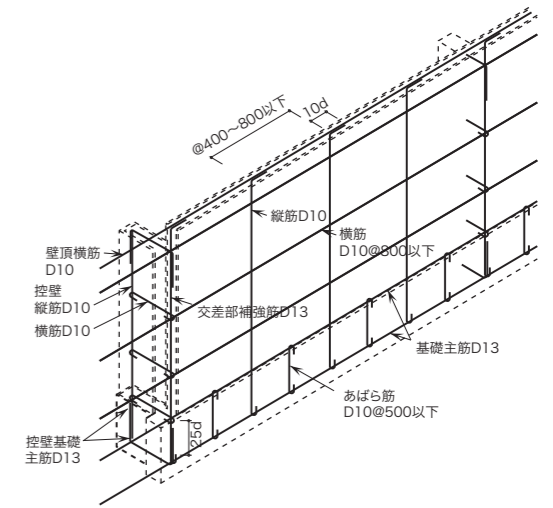 @400～800以下
10d
縦筋D10
横筋
D10@800以下
壁頂横筋
D10
控壁
縦筋D10
横筋D10
交差部補強筋D13
基礎主筋D13
あばら筋
D10@500以下
控壁基礎
主筋D13
25d